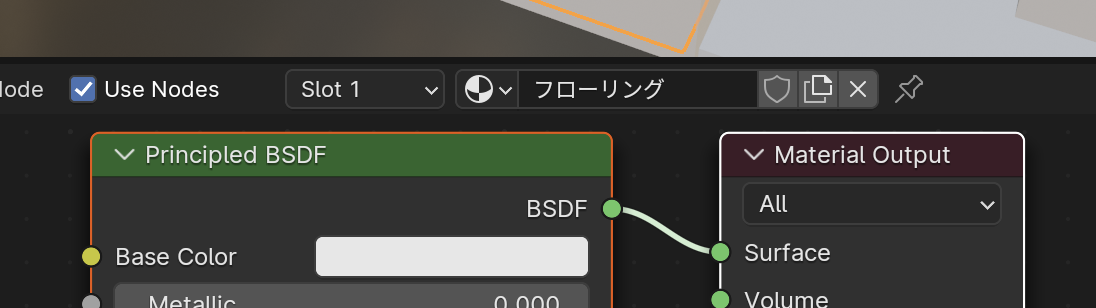 Use Nodes Slot 1 フローリング
Principled BSDF
Material Output
BSDF
All
Base Color
Surface
Metallic 0.000
Volume